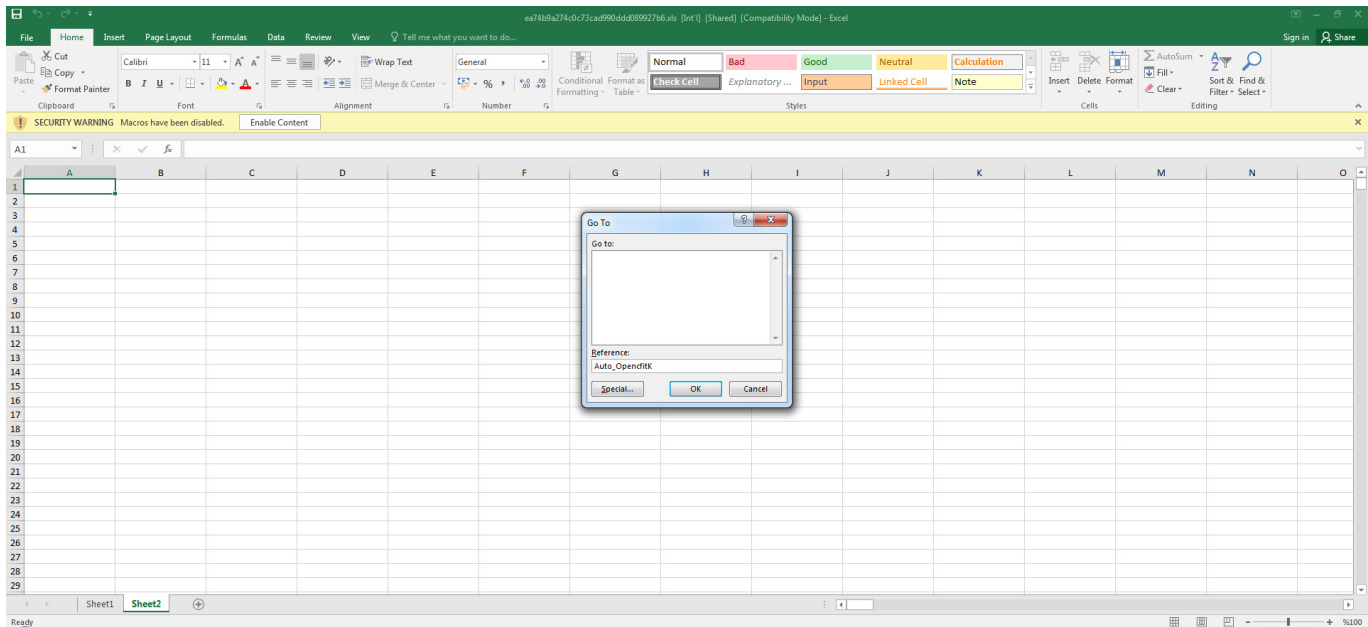 ea74b9a274c0c73cad990ddd089927b6.xls [Int'l] [Shared] [Compatibility Mode] - Excel
File Home Insert Page Layout Formulas Data Review View Tell me what you want to do... Sign in Share
Paste
Cut
Copy
Format Painter
Clipboard
Calibri 11 A A
B I U A
Font
Wrap Text
Merge & Center
Alignment
General
% , .00 .0
Number
Conditional Formatting
Format as Table
Normal Bad Good Neutral Calculation
Check Cell Explanatory ... Input Linked Cell Note
Styles
Insert Delete Format
Cells
AutoSum
Fill
Clear
Sort & Filter
Find & Select
Editing
SECURITY WARNING Macros have been disabled. Enable Content
A1 fx
A B C D E F G H I J K L M N O
1
2
3
4
5
6
7
8
9
10
11
12
13
14
15
16
17
18
19
20
21
22
23
24
25
26
27
28
29
Go To
Go to:
Reference:
Auto_OpencfitK
Special... OK Cancel
Sheet1 Sheet2
Ready
%100